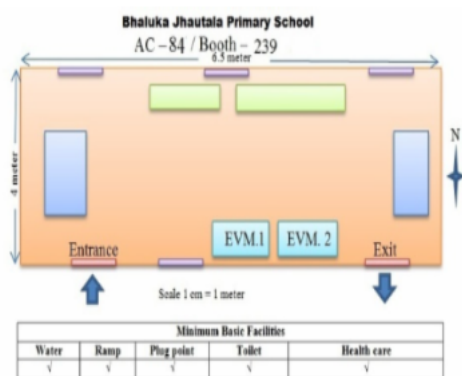 Bhaluka Jhautala Primary School
AC – 84 / Booth – 239
6.5 meter
4 meter
N
EVM.1 EVM. 2
Entrance Exit
Scale 1 cm = 1 meter
Minimum Basic Facilities
Water Ramp Plug point Toilet Health care
√ √ √ √ √